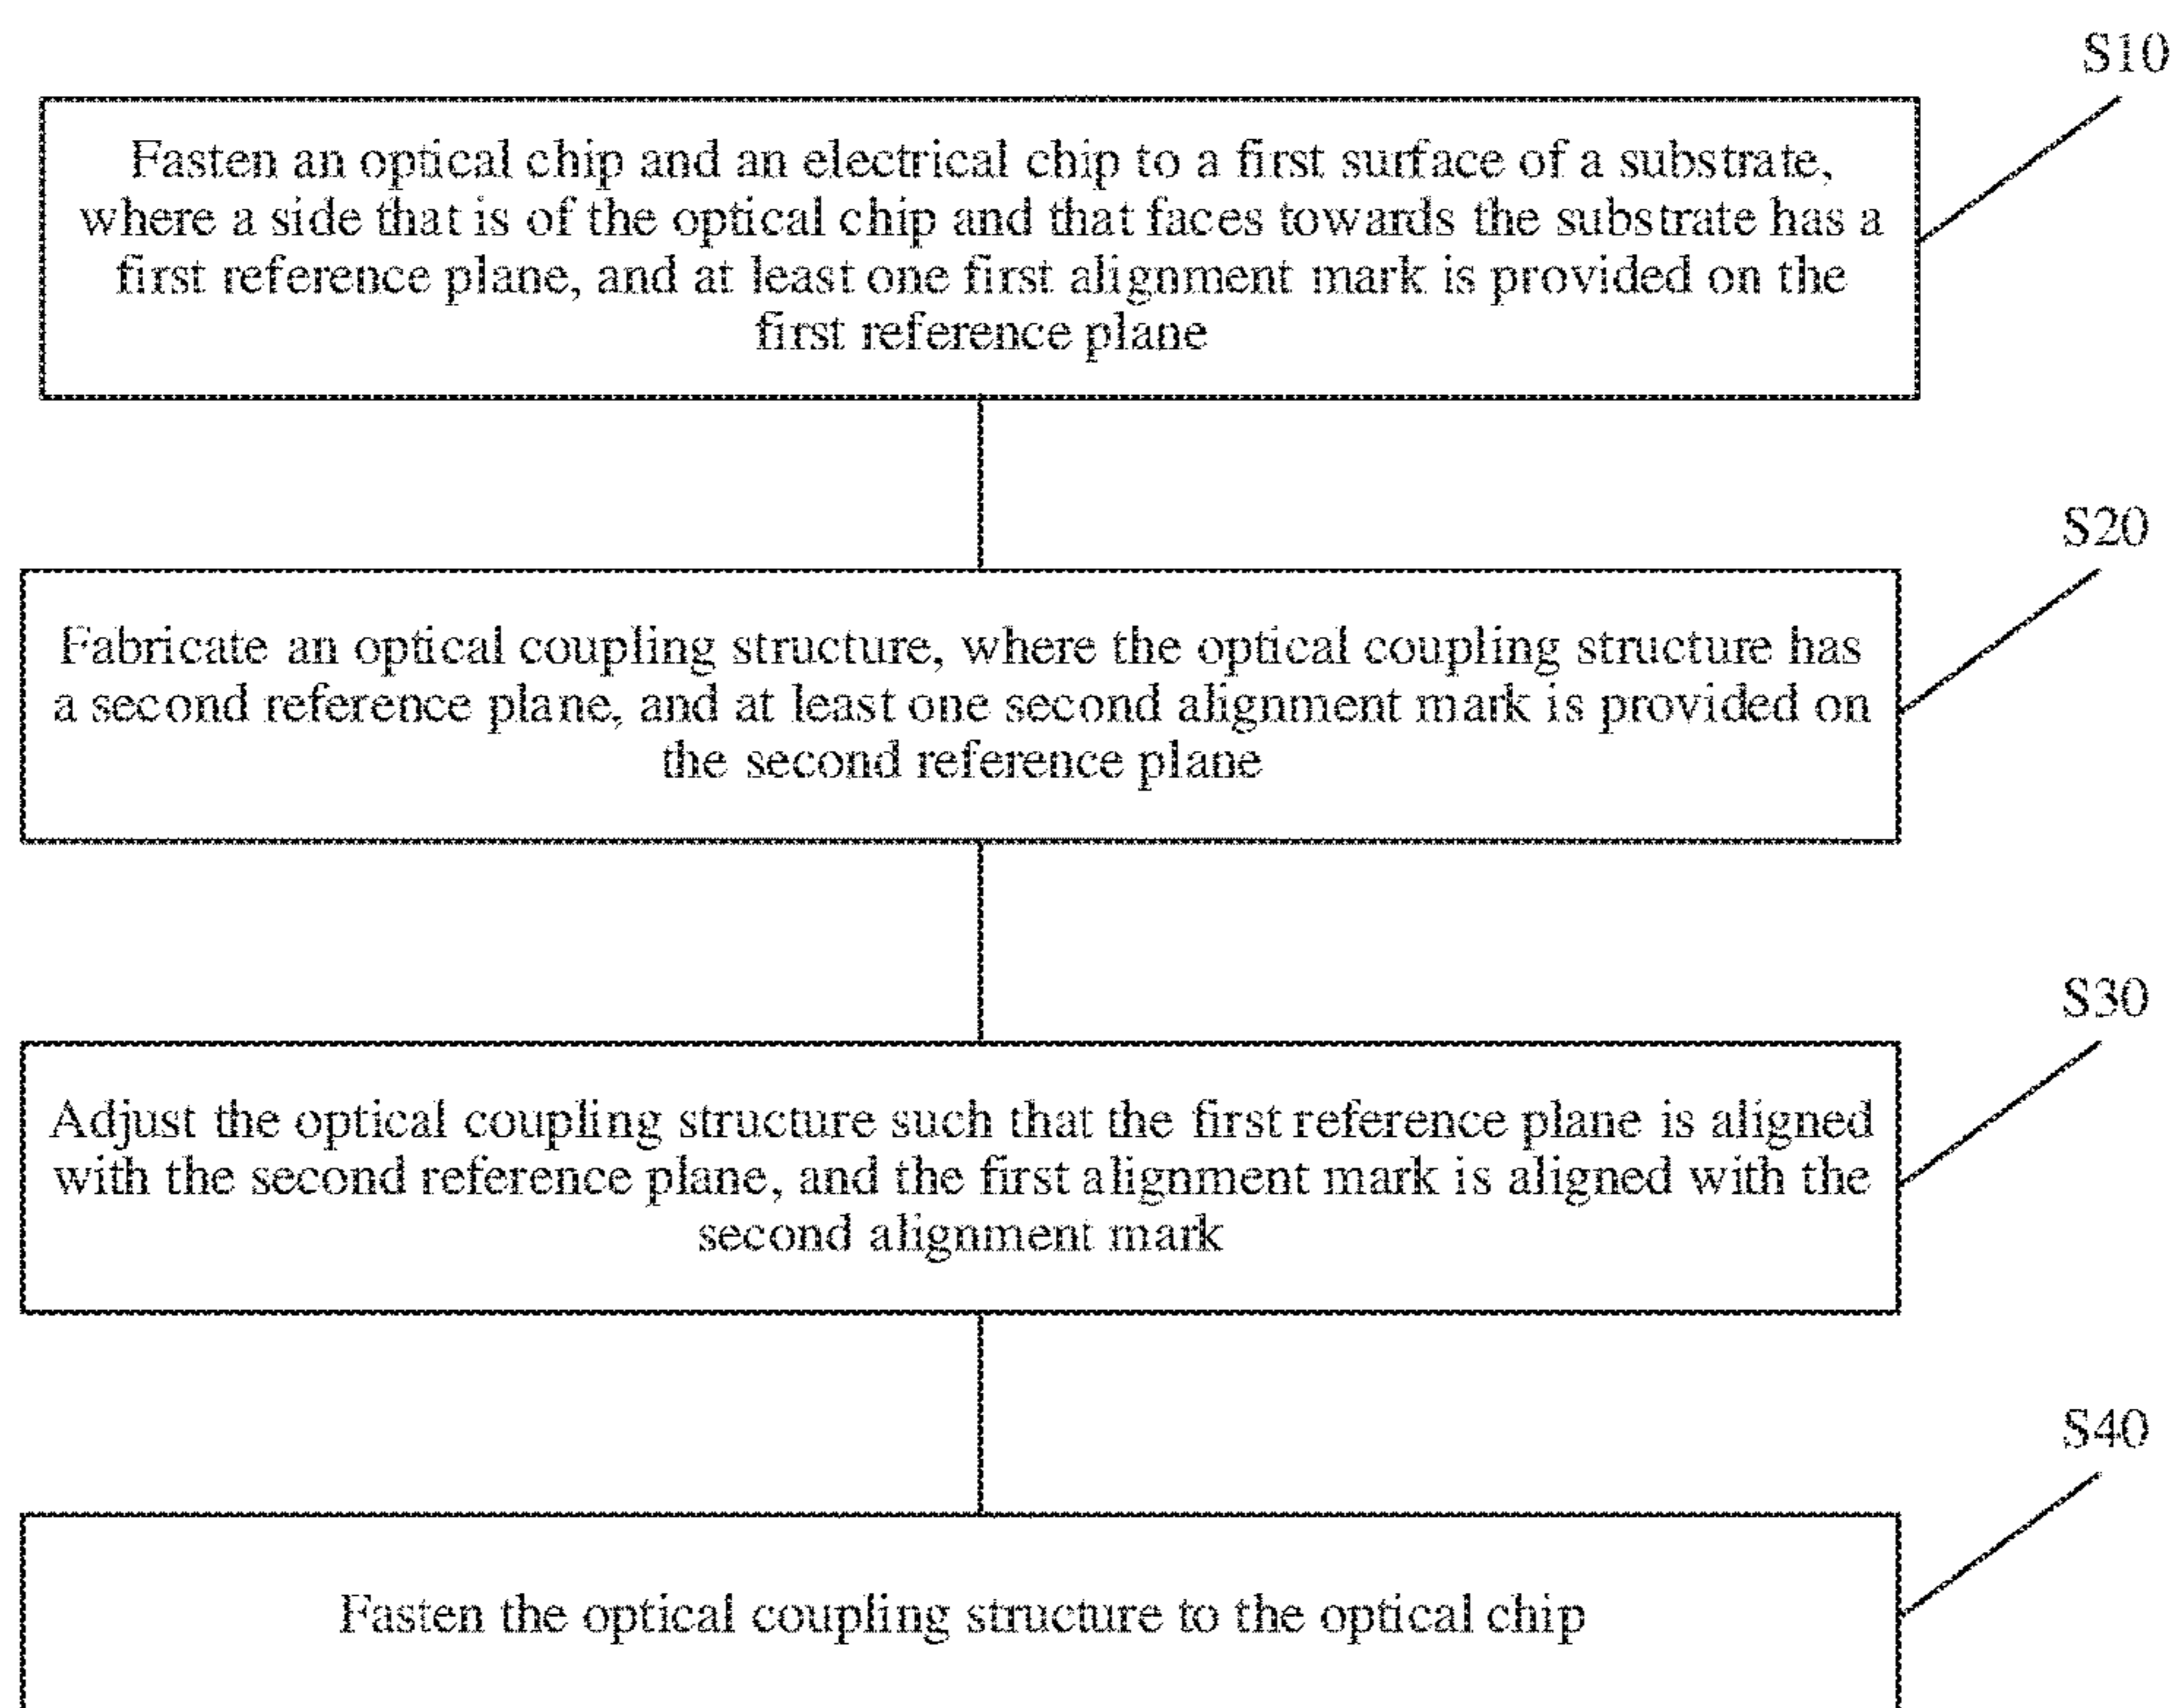 S10
Fasten an optical chip and an electrical chip to a first surface of a substrate,
where a side that is of the optical chip and that faces towards the substrate has a
first reference plane, and at least one first alignment mark is provided on the
first reference plane
S20
Fabricate an optical coupling structure, where the optical coupling structure has
a second reference plane, and at least one second alignment mark is provided on
the second reference plane
S30
Adjust the optical coupling structure such that the first reference plane is aligned
with the second reference plane, and the first alignment mark is aligned with the
second alignment mark
S40
Fasten the optical coupling structure to the optical chip